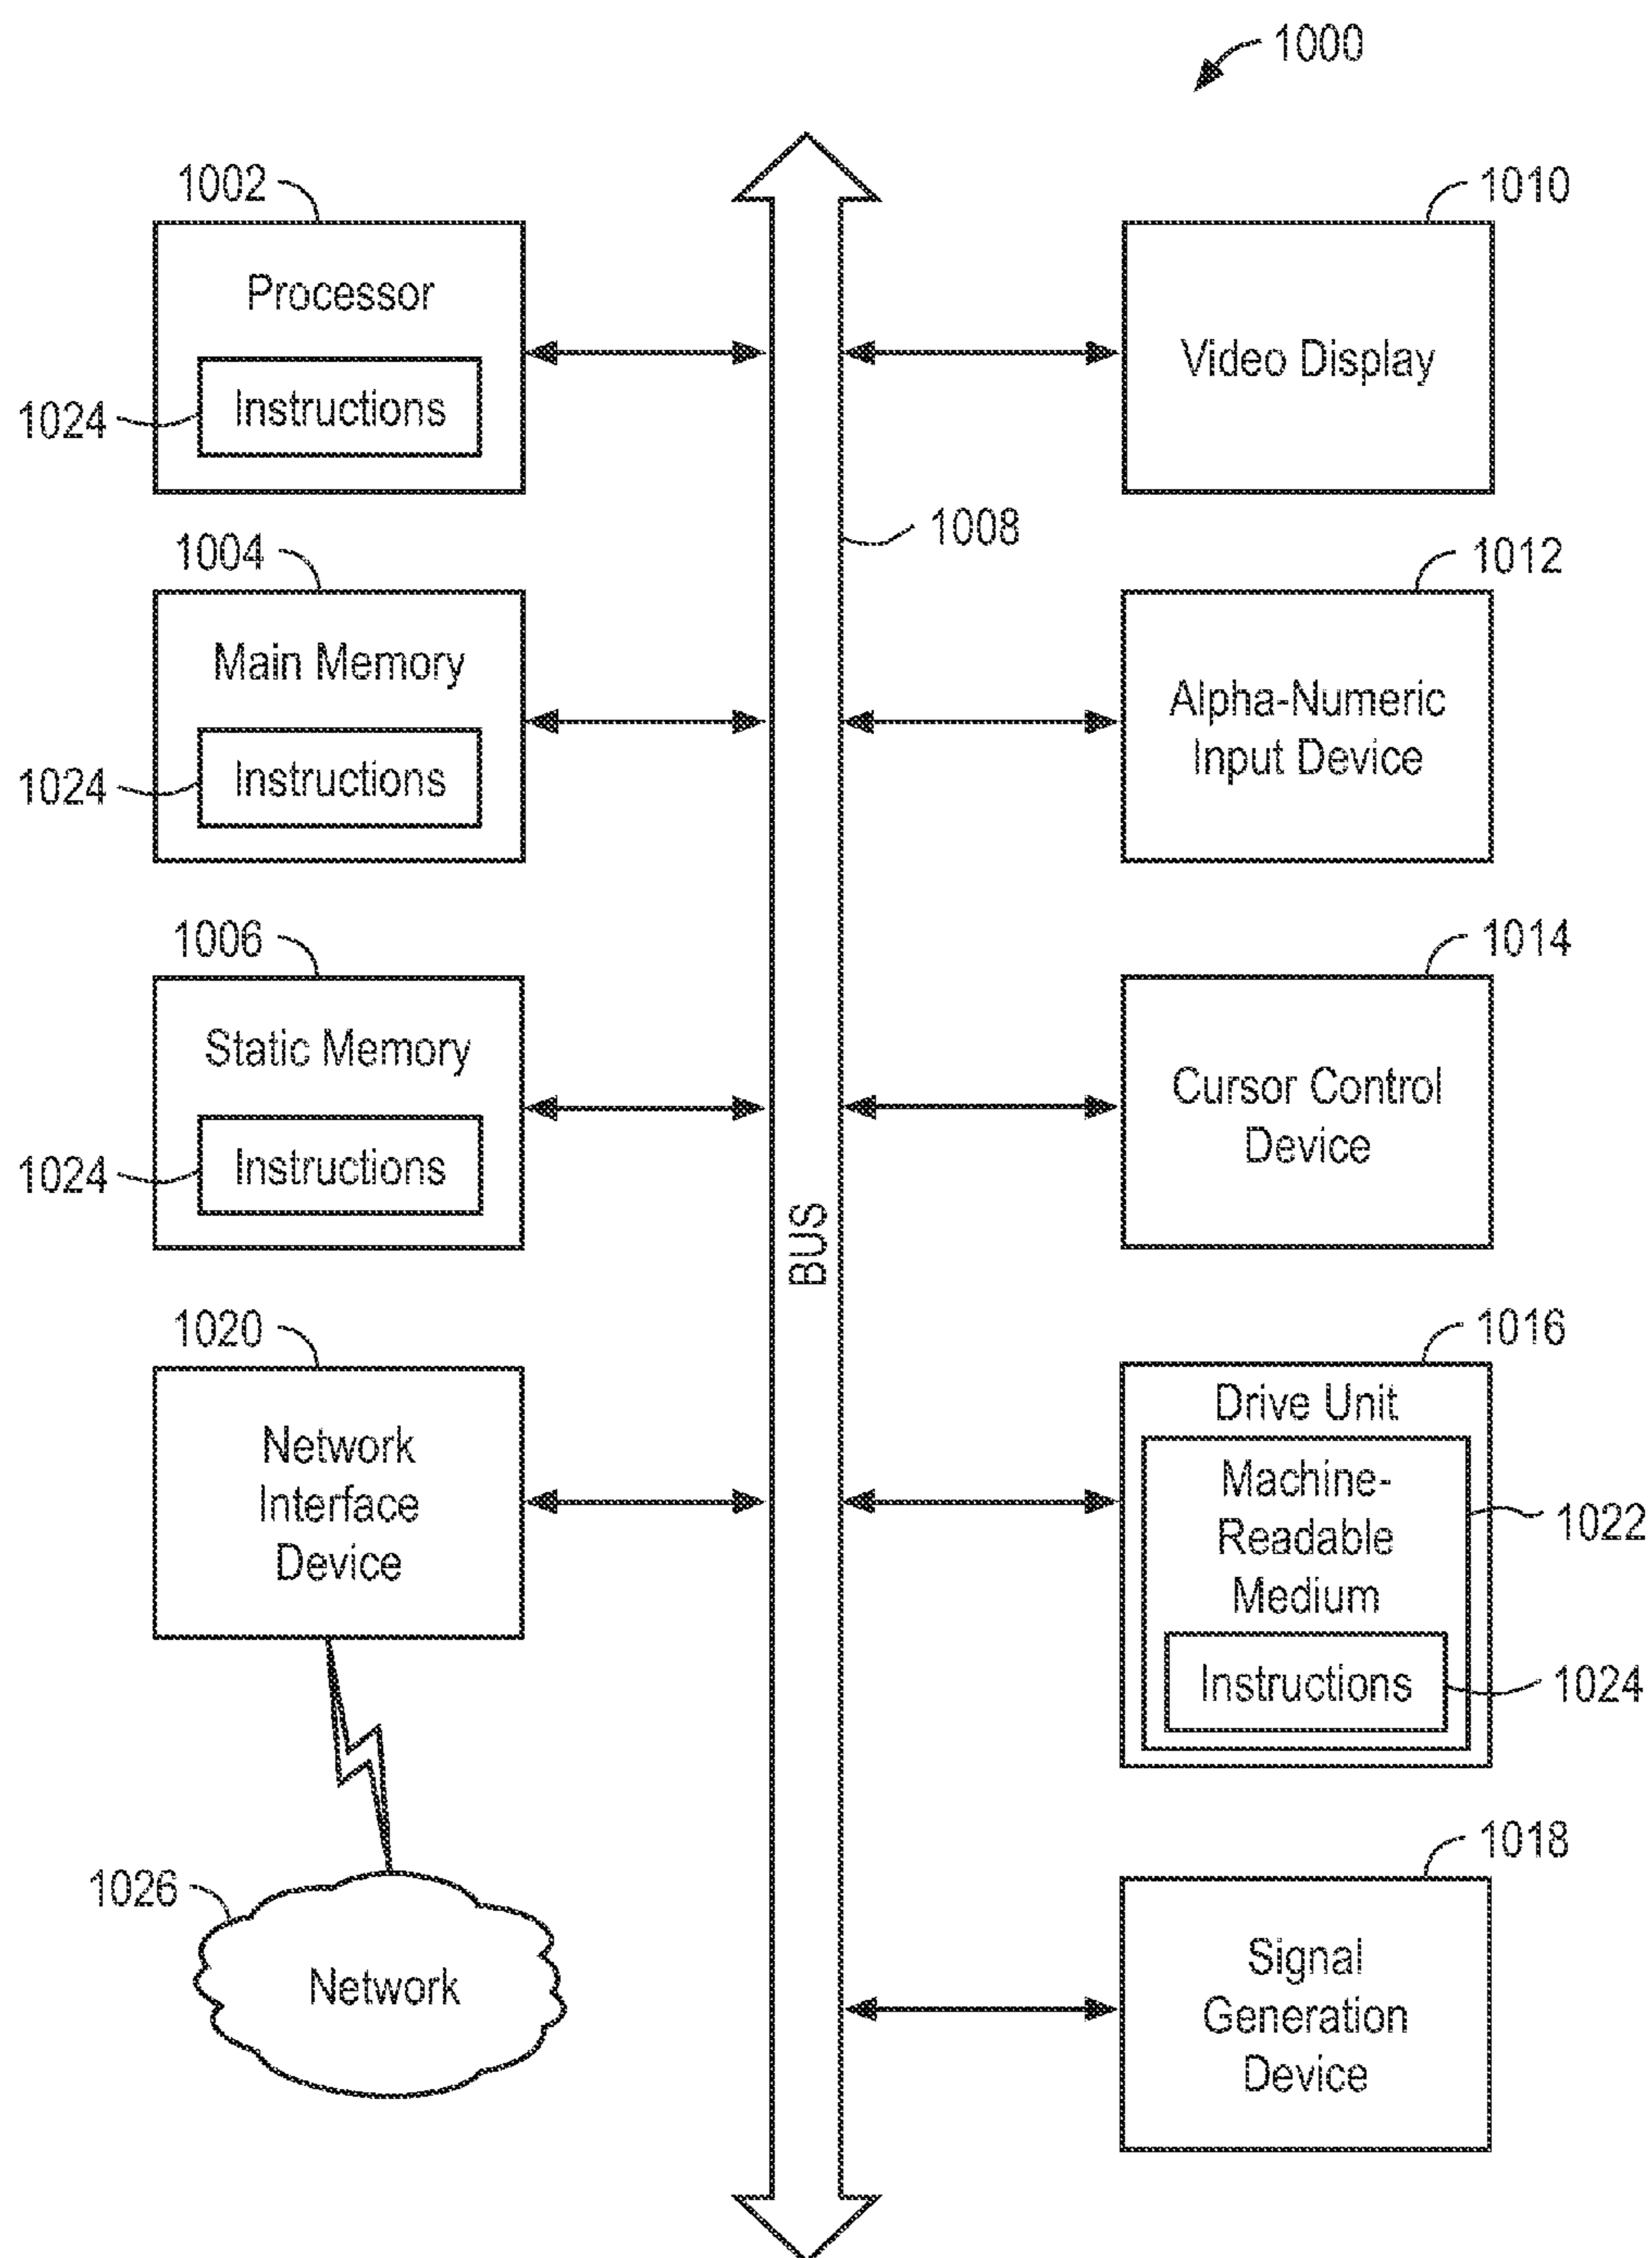 1000
1002
Processor
Instructions
1024
1004
Main Memory
Instructions
1024
1006
Static Memory
Instructions
1024
1020
Network
Interface
Device
1026
Network
BUS
1008
1010
Video Display
1012
Alpha-Numeric
Input Device
1014
Cursor Control
Device
1016
Drive Unit
Machine-
Readable
Medium
1022
Instructions
1024
1018
Signal
Generation
Device